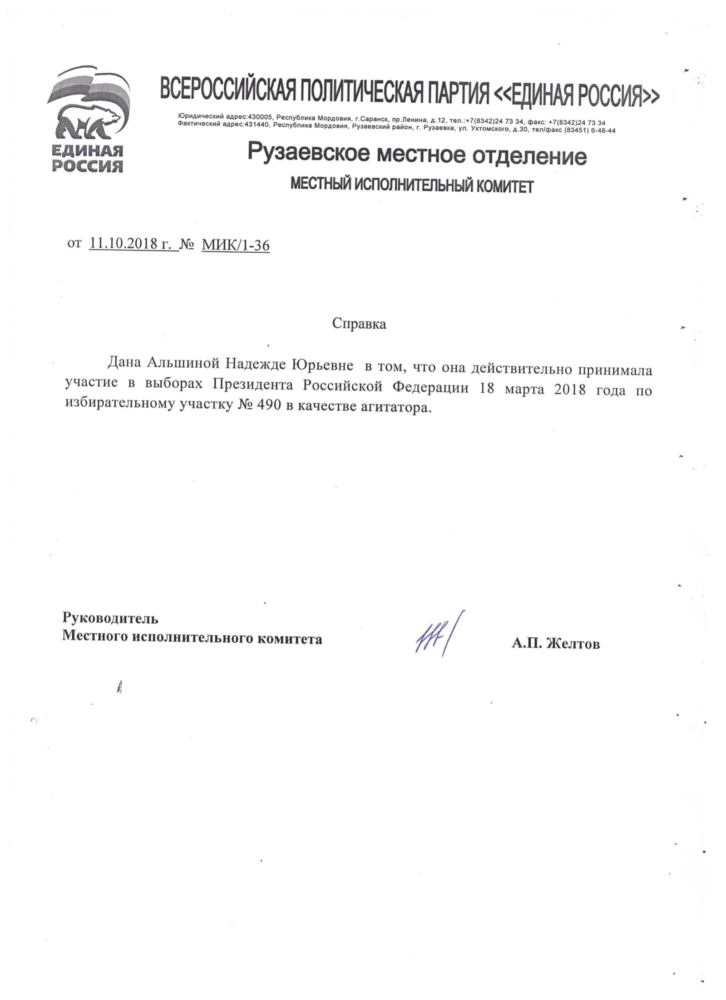 ЕДИНАЯ
РОССИЯ
ВСЕРОССИЙСКАЯ ПОЛИТИЧЕСКАЯ ПАРТИЯ <<ЕДИНАЯ РОССИЯ>>
Юридический адрес:430005, Республика Мордовия, г.Саранск, пр.Ленина, д.12, тел.:+7(8342)24 73 34, факс: +7(8342)24 73 34
Фактический адрес:431440, Республика Мордовия, Рузаевский район, г. Рузаевка, ул. Ухтомского, д.30, тел/факс (83451) 6-48-44
Рузаевское местное отделение
МЕСТНЫЙ ИСПОЛНИТЕЛЬНЫЙ КОМИТЕТ
от 11.10.2018 г. № МИК/1-36
Справка
Дана Альшиной Надежде Юрьевне в том, что она действительно принимала
участие в выборах Президента Российской Федерации 18 марта 2018 года по
избирательному участку № 490 в качестве агитатора.
Руководитель
Местного исполнительного комитета А.П. Желтов